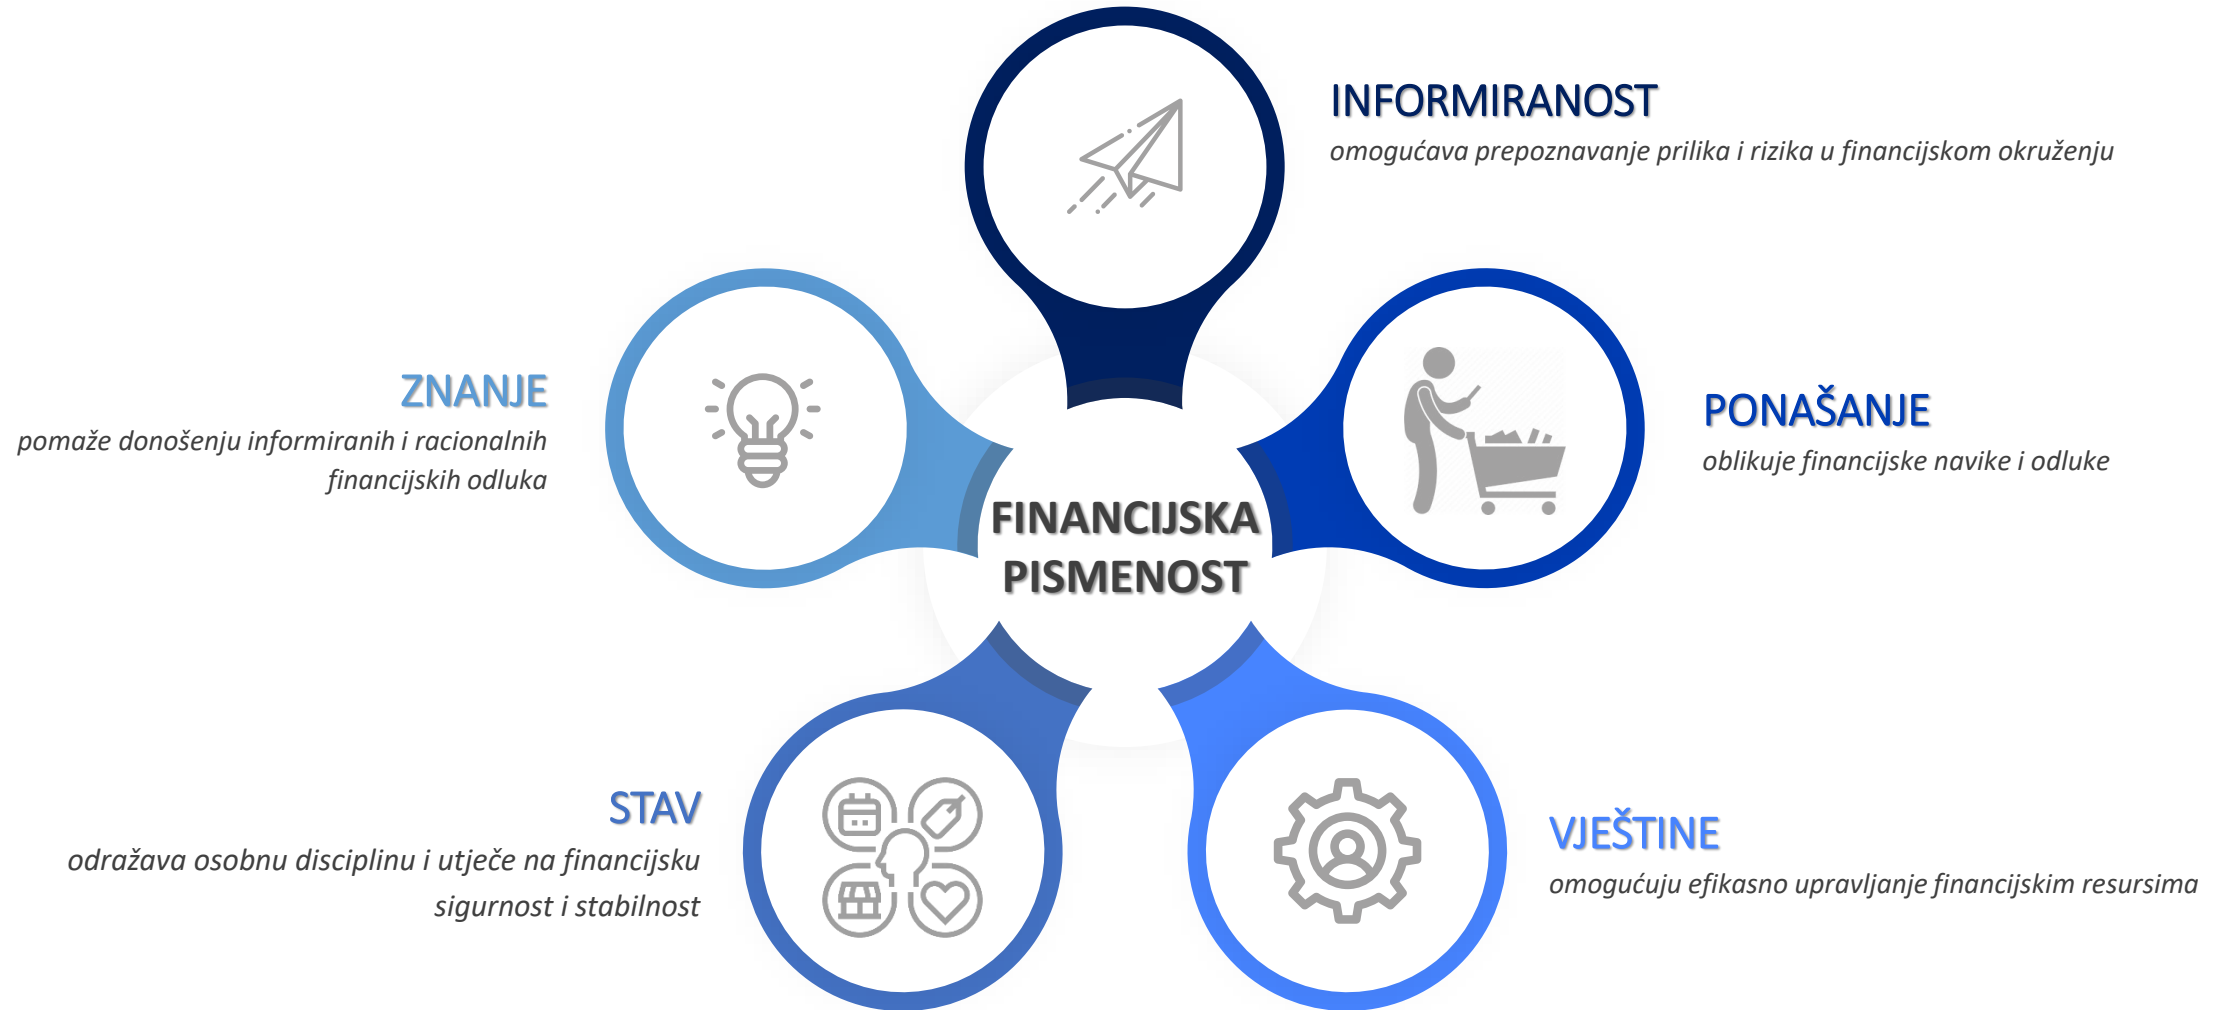 INFORMIRANOST
omogućava prepoznavanje prilika i rizika u financijskom okruženju
ZNANJE
pomaže donošenju informiranih i racionalnih
financijskih odluka
PONAŠANJE
oblikuje financijske navike i odluke
FINANCIJSKA
PISMENOST
STAV
odražava osobnu disciplinu i utječe na financijsku
sigurnost i stabilnost
VJEŠTINE
omogućuju efikasno upravljanje financijskim resursima